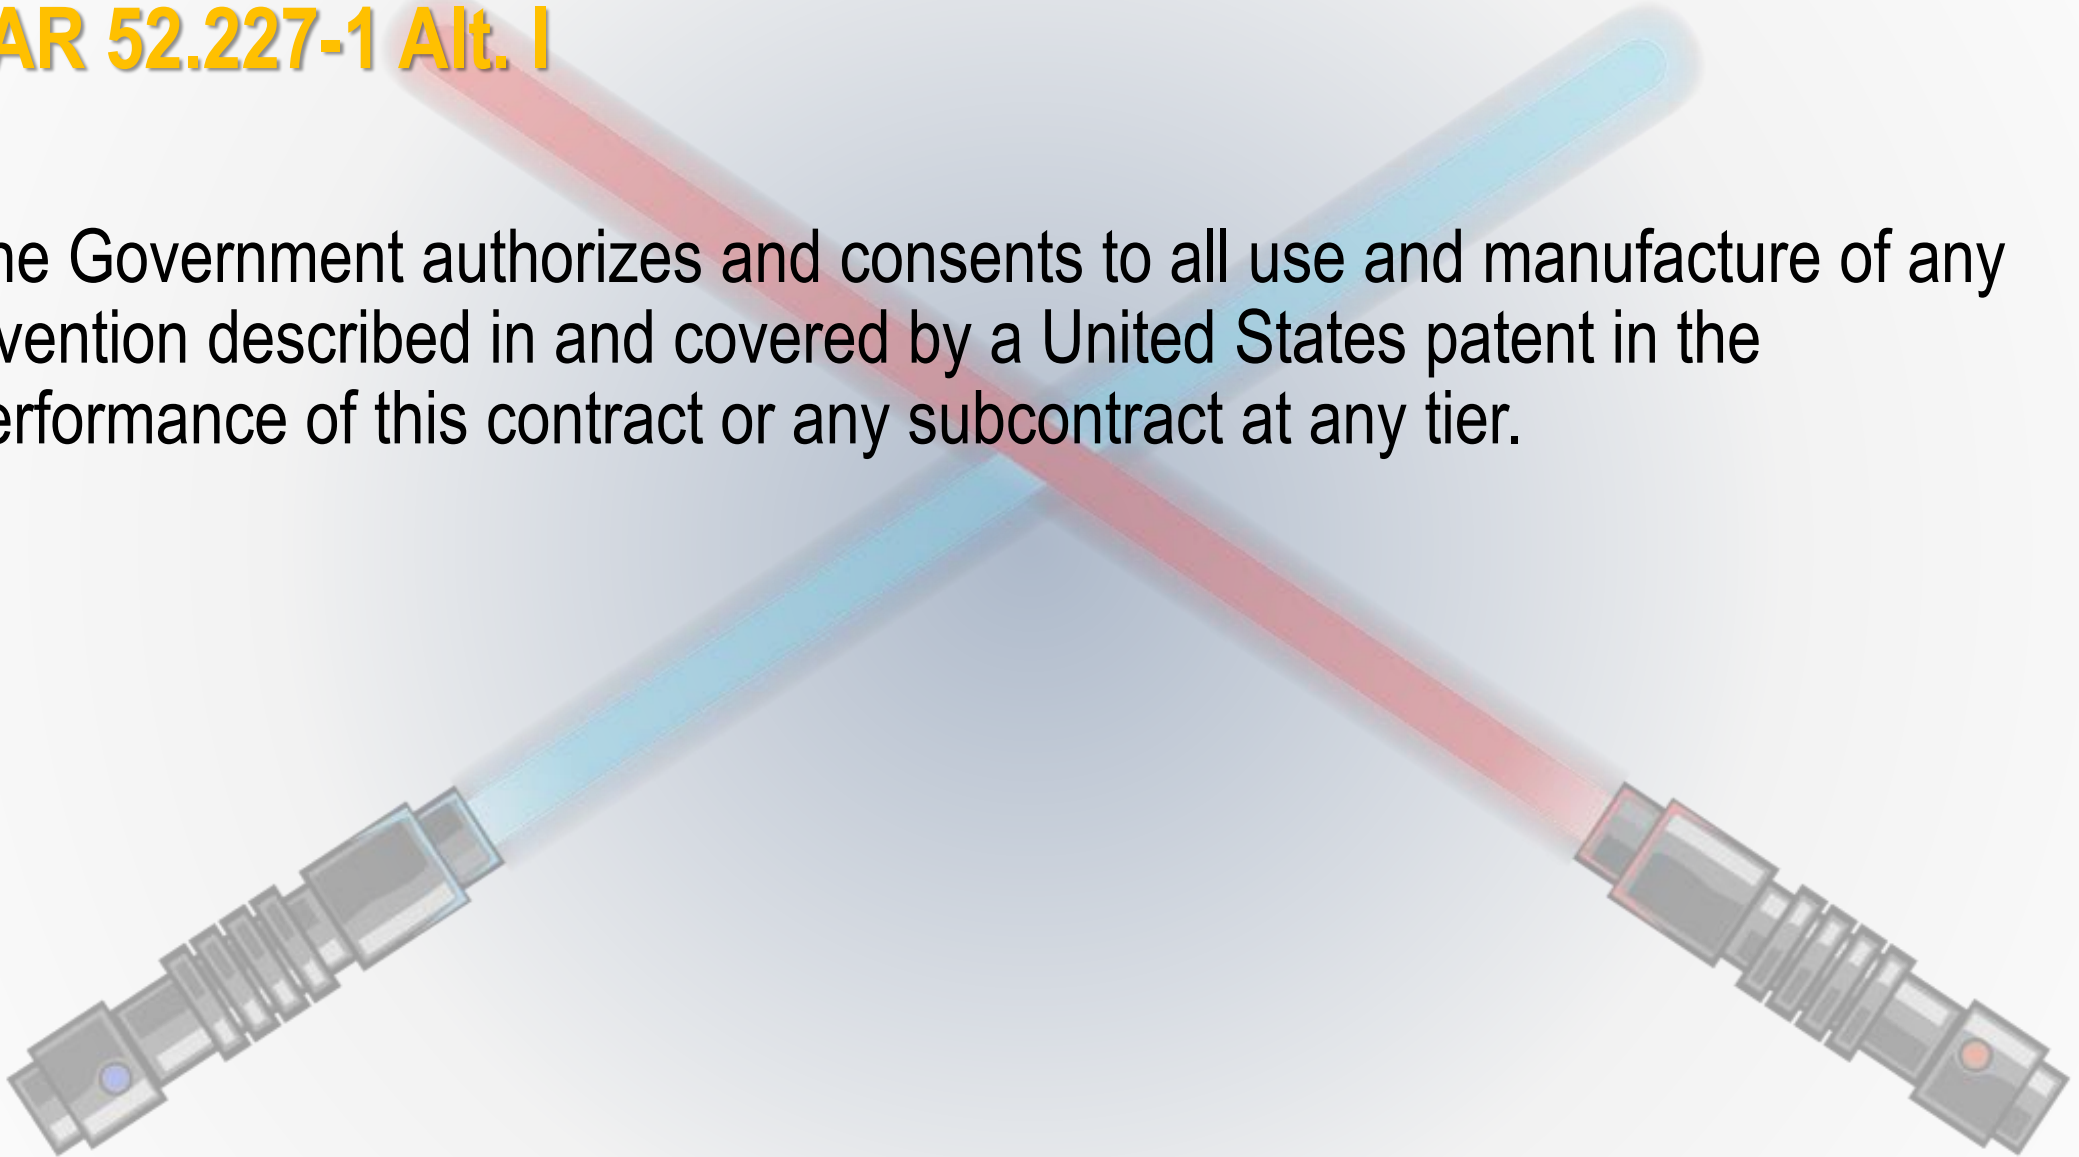 AR 52.227-1 Alt. I
he Government authorizes and consents to all use and manufacture of any
vention described in and covered by a United States patent in the
erformance of this contract or any subcontract at any tier.